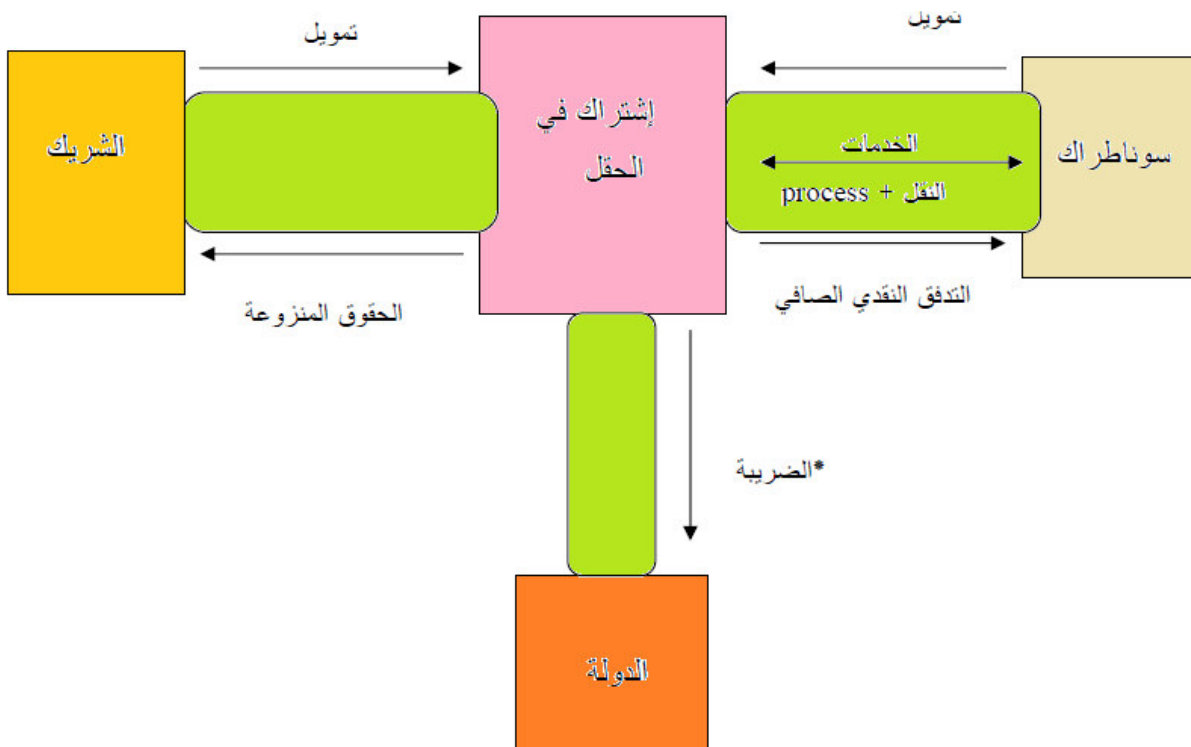 تمويل
تمويل
الشريك
إشتراك في
الحقل
الخدمات
النقل + process
سوناطراك
الحقوق المنزوعة
التدفق النقدي الصافي
*الضريبة
الدولة